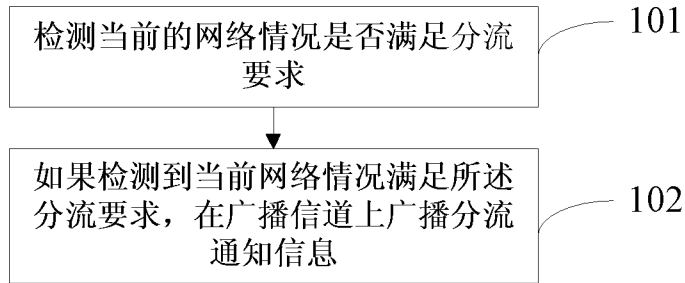 检测当前的网络情况是否满足分流
要求
101
如果检测到当前网络情况满足所述
分流要求，在广播信道上广播分流
通知信息
102